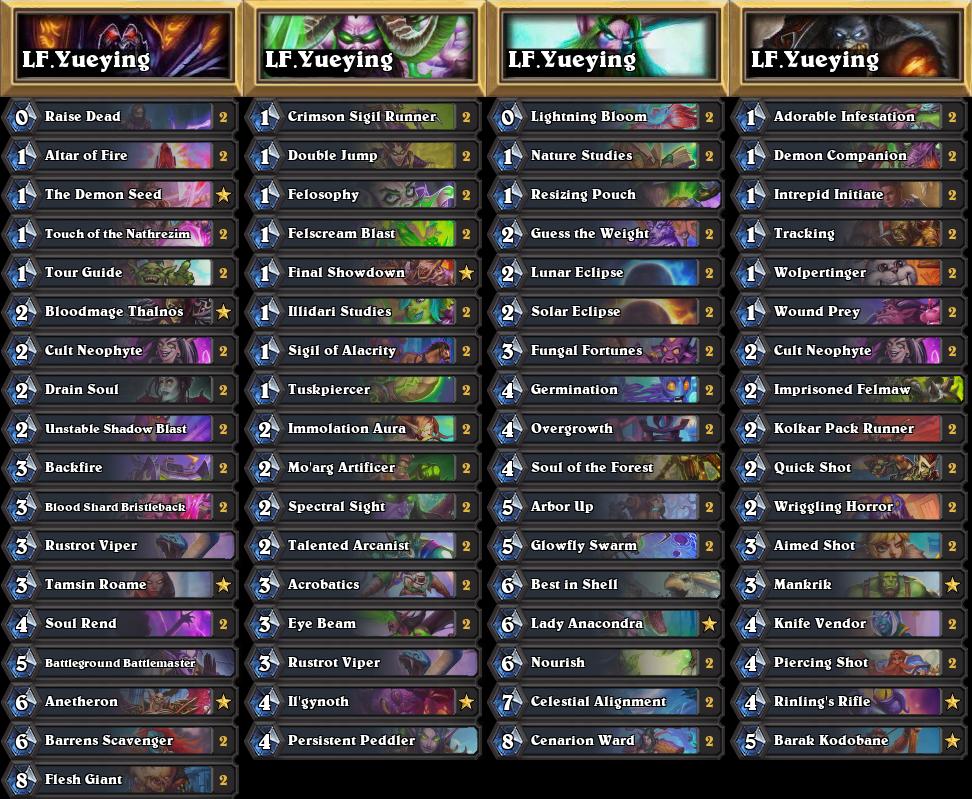 LF.Yueying
0 Raise Dead 2
1 Altar of Fire 2
1 The Demon Seed
1 Touch of the Nathrezim 2
1 Tour Guide 2
2 Bloodmage Thalnos
2 Cult Neophyte 2
2 Drain Soul 2
2 Unstable Shadow Blast 2
3 Backfire 2
3 Blood Shard Bristleback 2
3 Rustrot Viper
3 Tamsin Roame
4 Soul Rend 2
5 Battleground Battlemaster
6 Anetheron
6 Barrens Scavenger 2
8 Flesh Giant 2
LF.Yueying
1 Crimson Sigil Runner 2
1 Double Jump 2
1 Felosophy 2
1 Felscream Blast 2
1 Final Showdown
1 Illidari Studies 2
1 Sigil of Alacrity 2
1 Tuskpiercer 2
2 Immolation Aura 2
2 Mo'arg Artificer 2
2 Spectral Sight 2
2 Talented Arcanist 2
3 Acrobatics 2
3 Eye Beam 2
3 Rustrot Viper
4 Il'gynoth
4 Persistent Peddler
LF.Yueying
0 Lightning Bloom 2
1 Nature Studies 2
1 Resizing Pouch
2 Guess the Weight 2
2 Lunar Eclipse 2
2 Solar Eclipse 2
3 Fungal Fortunes 2
4 Germination 2
4 Overgrowth 2
4 Soul of the Forest
5 Arbor Up 2
5 Glowfly Swarm 2
6 Best in Shell
6 Lady Anacondra
6 Nourish 2
7 Celestial Alignment 2
8 Cenarion Ward 2
LF.Yueying
1 Adorable Infestation 2
1 Demon Companion 2
1 Intrepid Initiate 2
1 Tracking 2
1 Wolpertinger 2
1 Wound Prey 2
2 Cult Neophyte 2
2 Imprisoned Felmaw
2 Kolkar Pack Runner 2
2 Quick Shot 2
2 Wriggling Horror 2
3 Aimed Shot 2
3 Mankrik
4 Knife Vendor 2
4 Piercing Shot 2
4 Rinling's Rifle
5 Barak Kodobane